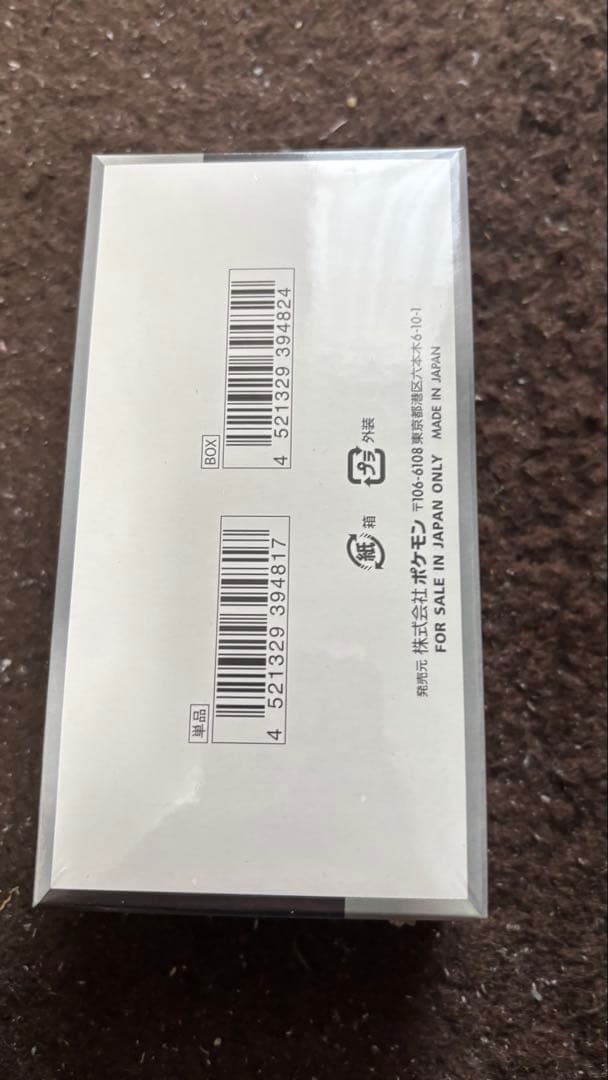 単品
4 521329 394817
BOX
4 521329 394824
紙 箱
プラ 外装
発売元 株式会社ポケモン 〒106-6108 東京都港区六本木6-10-1
FOR SALE IN JAPAN ONLY MADE IN JAPAN